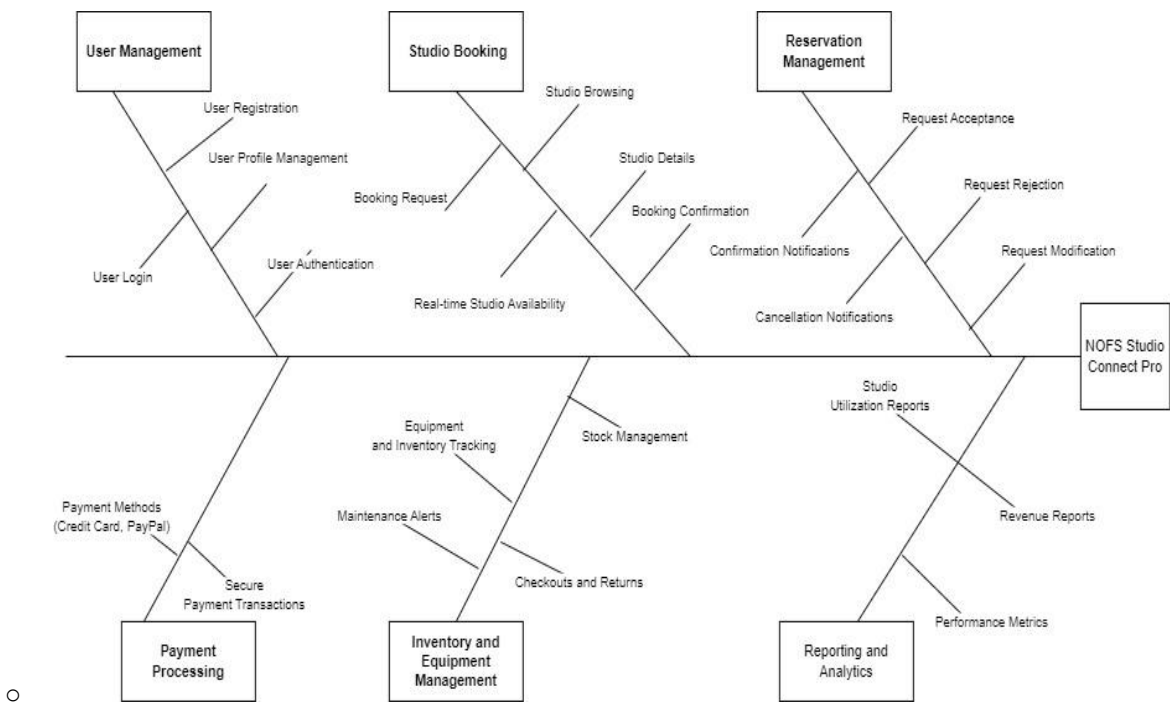 User Management
Studio Booking
Reservation
Management
User Registration
User Profile Management
User Login
User Authentication
Studio Browsing
Booking Request
Studio Details
Booking Confirmation
Real-time Studio Availability
Request Acceptance
Request Rejection
Confirmation Notifications
Request Modification
Cancellation Notifications
NOFS Studio
Connect Pro
Payment Methods
(Credit Card, PayPal)
Secure
Payment Transactions
Equipment
and Inventory Tracking
Stock Management
Maintenance Alerts
Checkouts and Returns
Studio
Utilization Reports
Revenue Reports
Performance Metrics
Payment
Processing
Inventory and
Equipment
Management
Reporting and
Analytics